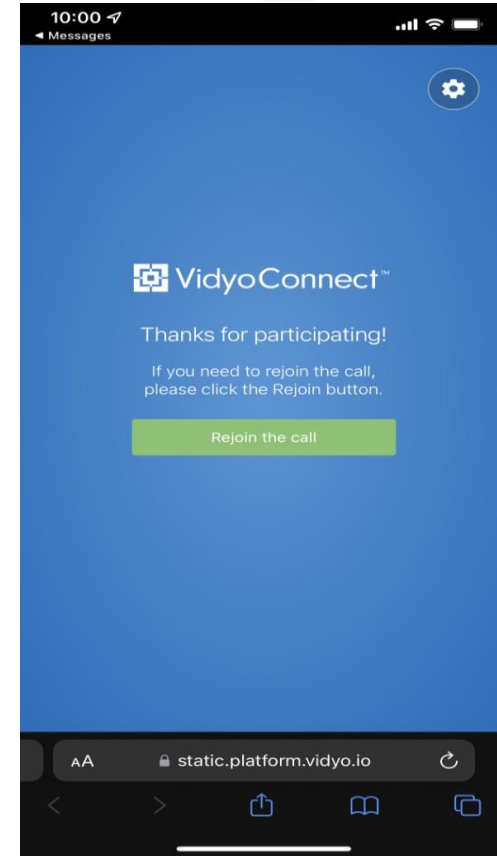 10:00
◀ Messages
VidyoConnect™
Thanks for participating!
If you need to rejoin the call,
please click the Rejoin button.
Rejoin the call
AA static.platform.vidyo.io